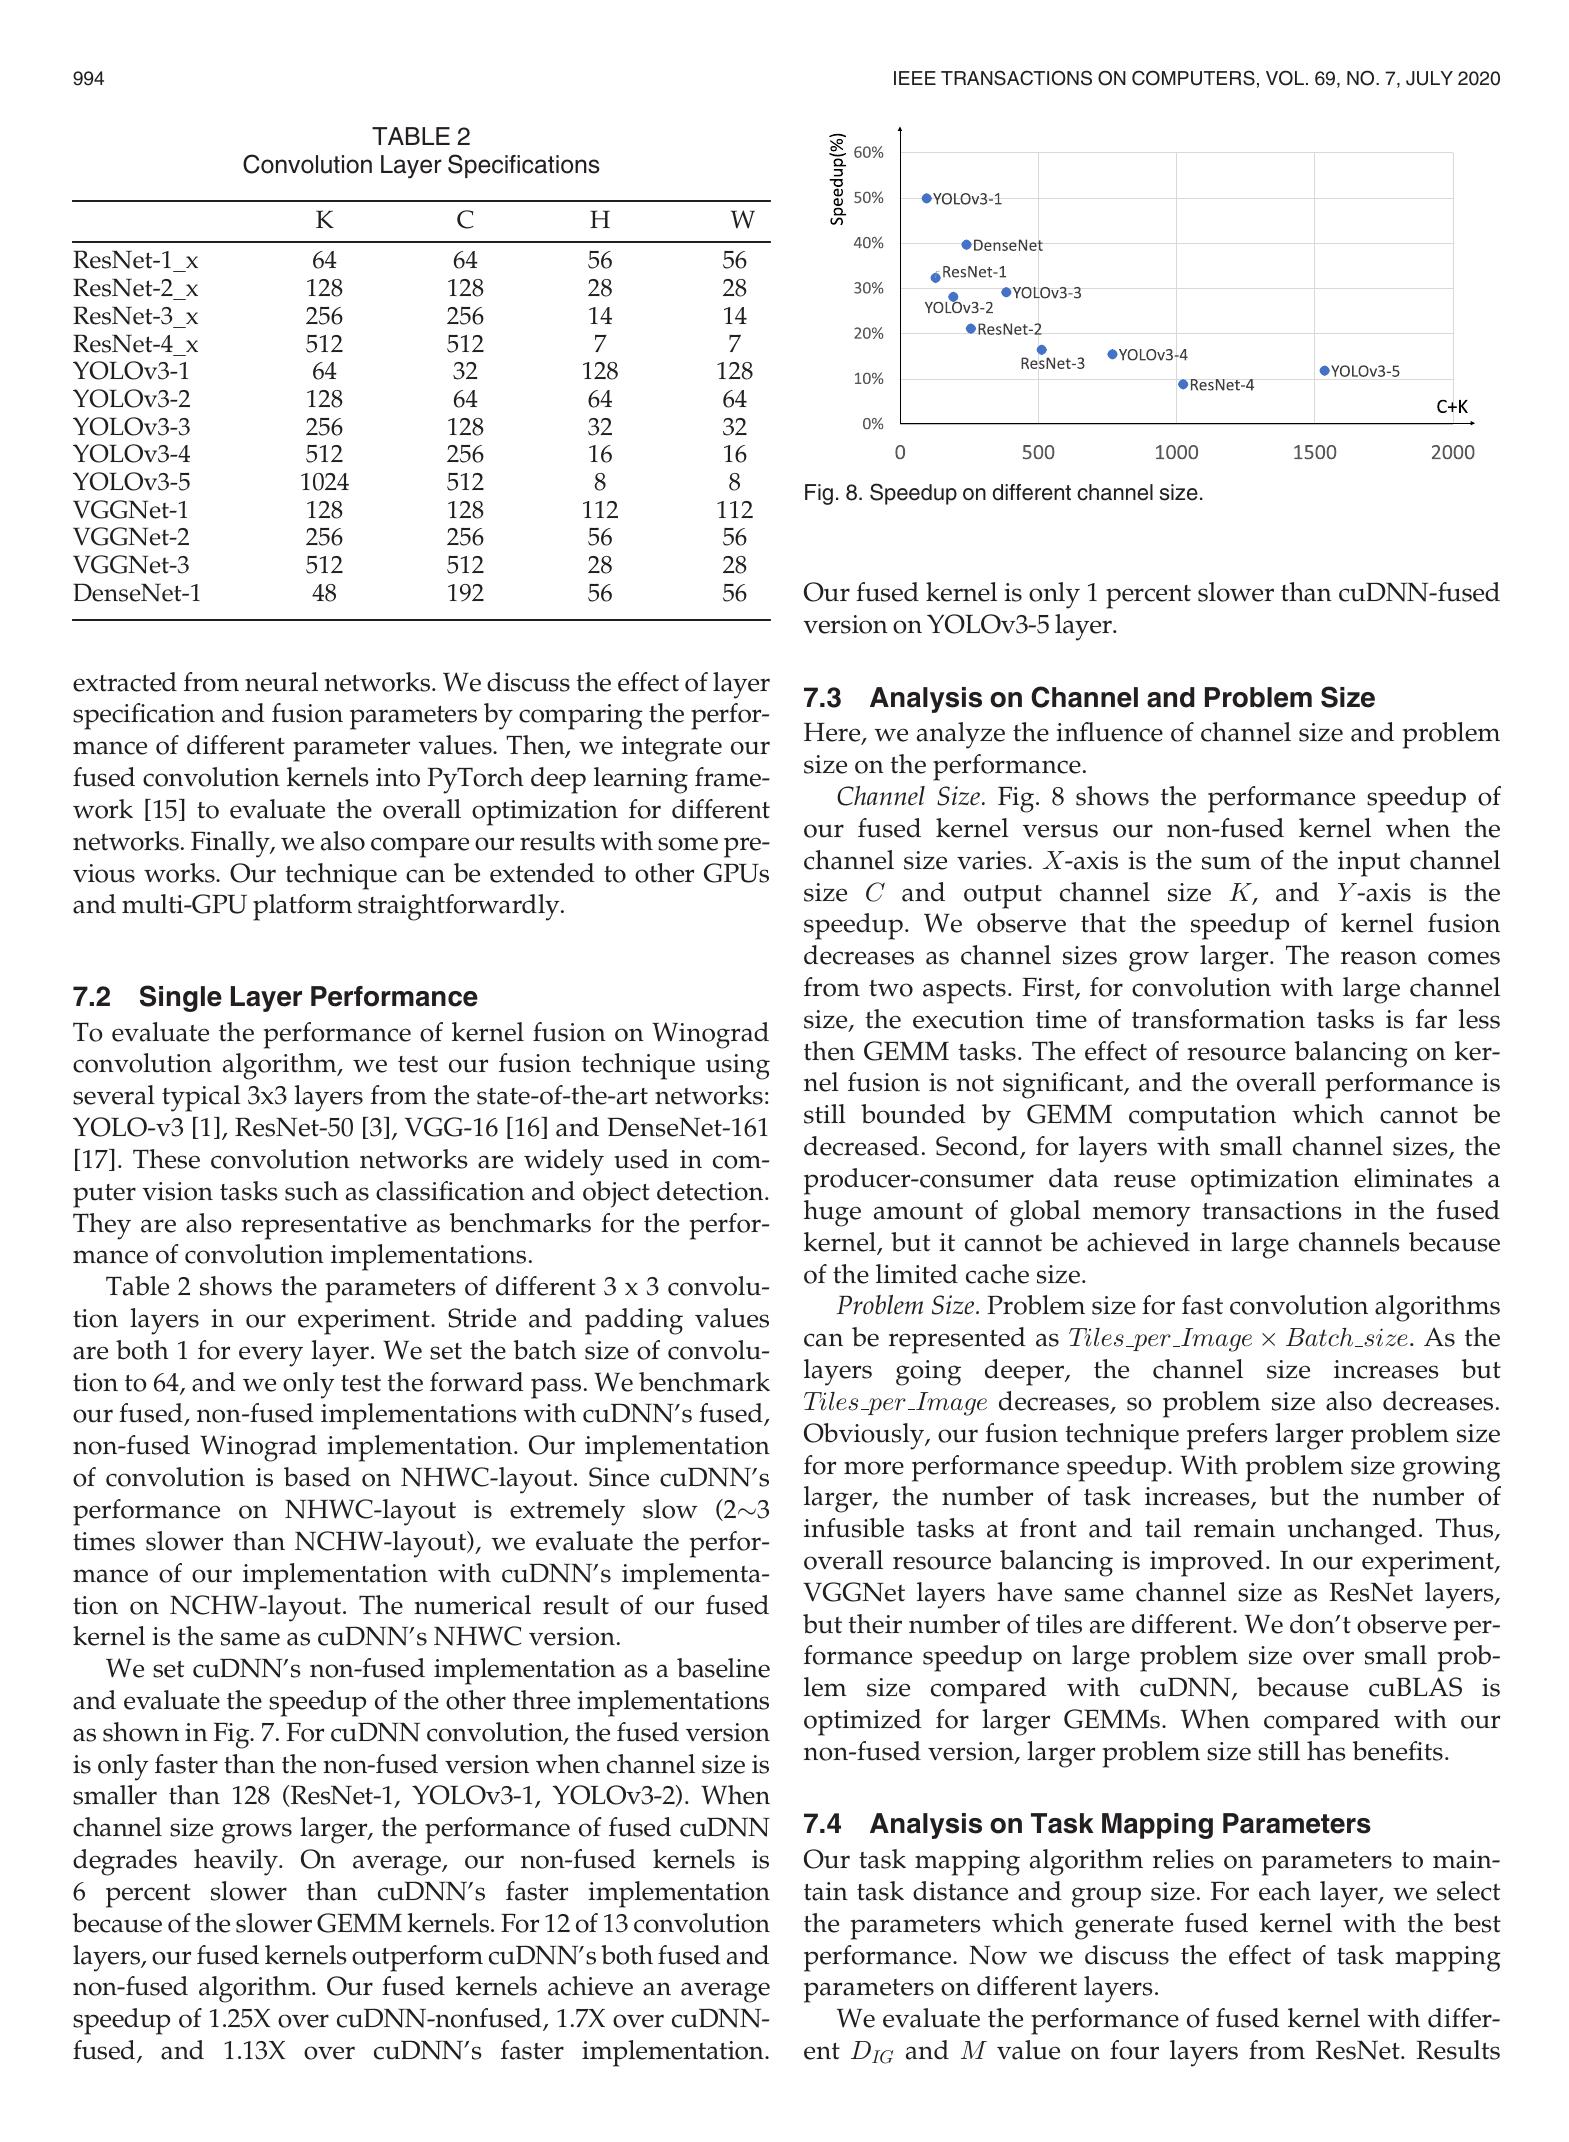 994
IEEE TRANSACTIONS ON COMPUTERS, VOL. 69, NO. 7, JULY 2020
TABLE 2
Convolution Layer Specifications
K C H W
ResNet-1_x 64 64 56 56
ResNet-2_x 128 128 28 28
ResNet-3_x 256 256 14 14
ResNet-4_x 512 512 7 7
YOLOv3-1 64 32 128 128
YOLOv3-2 128 64 64 64
YOLOv3-3 256 128 32 32
YOLOv3-4 512 256 16 16
YOLOv3-5 1024 512 8 8
VGGNet-1 128 128 112 112
VGGNet-2 256 256 56 56
VGGNet-3 512 512 28 28
DenseNet-1 48 192 56 56
extracted from neural networks. We discuss the effect of layer
specification and fusion parameters by comparing the perfor-
mance of different parameter values. Then, we integrate our
fused convolution kernels into PyTorch deep learning frame-
work [15] to evaluate the overall optimization for different
networks. Finally, we also compare our results with some pre-
vious works. Our technique can be extended to other GPUs
and multi-GPU platform straightforwardly.
7.2 Single Layer Performance
To evaluate the performance of kernel fusion on Winograd
convolution algorithm, we test our fusion technique using
several typical 3x3 layers from the state-of-the-art networks:
YOLO-v3 [1], ResNet-50 [3], VGG-16 [16] and DenseNet-161
[17]. These convolution networks are widely used in com-
puter vision tasks such as classification and object detection.
They are also representative as benchmarks for the perfor-
mance of convolution implementations.
Table 2 shows the parameters of different 3 x 3 convolu-
tion layers in our experiment. Stride and padding values
are both 1 for every layer. We set the batch size of convolu-
tion to 64, and we only test the forward pass. We benchmark
our fused, non-fused implementations with cuDNN's fused,
non-fused Winograd implementation. Our implementation
of convolution is based on NHWC-layout. Since cuDNN's
performance on NHWC-layout is extremely slow (2∼3
times slower than NCHW-layout), we evaluate the perfor-
mance of our implementation with cuDNN's implementa-
tion on NCHW-layout. The numerical result of our fused
kernel is the same as cuDNN's NHWC version.
We set cuDNN's non-fused implementation as a baseline
and evaluate the speedup of the other three implementations
as shown in Fig. 7. For cuDNN convolution, the fused version
is only faster than the non-fused version when channel size is
smaller than 128 (ResNet-1, YOLOv3-1, YOLOv3-2). When
channel size grows larger, the performance of fused cuDNN
degrades heavily. On average, our non-fused kernels is
6 percent slower than cuDNN's faster implementation
because of the slower GEMM kernels. For 12 of 13 convolution
layers, our fused kernels outperform cuDNN's both fused and
non-fused algorithm. Our fused kernels achieve an average
speedup of 1.25X over cuDNN-nonfused, 1.7X over cuDNN-
fused, and 1.13X over cuDNN's faster implementation.
Speedup(%)
60%
50%
40%
30%
20%
10%
0%
YOLOv3-1
DenseNet
ResNet-1
YOLOv3-3
YOLOv3-2
ResNet-2
YOLOv3-4
ResNet-3
YOLOv3-5
ResNet-4
C+K
0 500 1000 1500 2000
Fig. 8. Speedup on different channel size.
Our fused kernel is only 1 percent slower than cuDNN-fused
version on YOLOv3-5 layer.
7.3 Analysis on Channel and Problem Size
Here, we analyze the influence of channel size and problem
size on the performance.
Channel Size. Fig. 8 shows the performance speedup of
our fused kernel versus our non-fused kernel when the
channel size varies. X-axis is the sum of the input channel
size C and output channel size K, and Y-axis is the
speedup. We observe that the speedup of kernel fusion
decreases as channel sizes grow larger. The reason comes
from two aspects. First, for convolution with large channel
size, the execution time of transformation tasks is far less
then GEMM tasks. The effect of resource balancing on ker-
nel fusion is not significant, and the overall performance is
still bounded by GEMM computation which cannot be
decreased. Second, for layers with small channel sizes, the
producer-consumer data reuse optimization eliminates a
huge amount of global memory transactions in the fused
kernel, but it cannot be achieved in large channels because
of the limited cache size.
Problem Size. Problem size for fast convolution algorithms
can be represented as Tiles_per_Image × Batch_size. As the
layers going deeper, the channel size increases but
Tiles_per_Image decreases, so problem size also decreases.
Obviously, our fusion technique prefers larger problem size
for more performance speedup. With problem size growing
larger, the number of task increases, but the number of
infusible tasks at front and tail remain unchanged. Thus,
overall resource balancing is improved. In our experiment,
VGGNet layers have same channel size as ResNet layers,
but their number of tiles are different. We don't observe per-
formance speedup on large problem size over small prob-
lem size compared with cuDNN, because cuBLAS is
optimized for larger GEMMs. When compared with our
non-fused version, larger problem size still has benefits.
7.4 Analysis on Task Mapping Parameters
Our task mapping algorithm relies on parameters to main-
tain task distance and group size. For each layer, we select
the parameters which generate fused kernel with the best
performance. Now we discuss the effect of task mapping
parameters on different layers.
We evaluate the performance of fused kernel with differ-
ent D_IG and M value on four layers from ResNet. Results